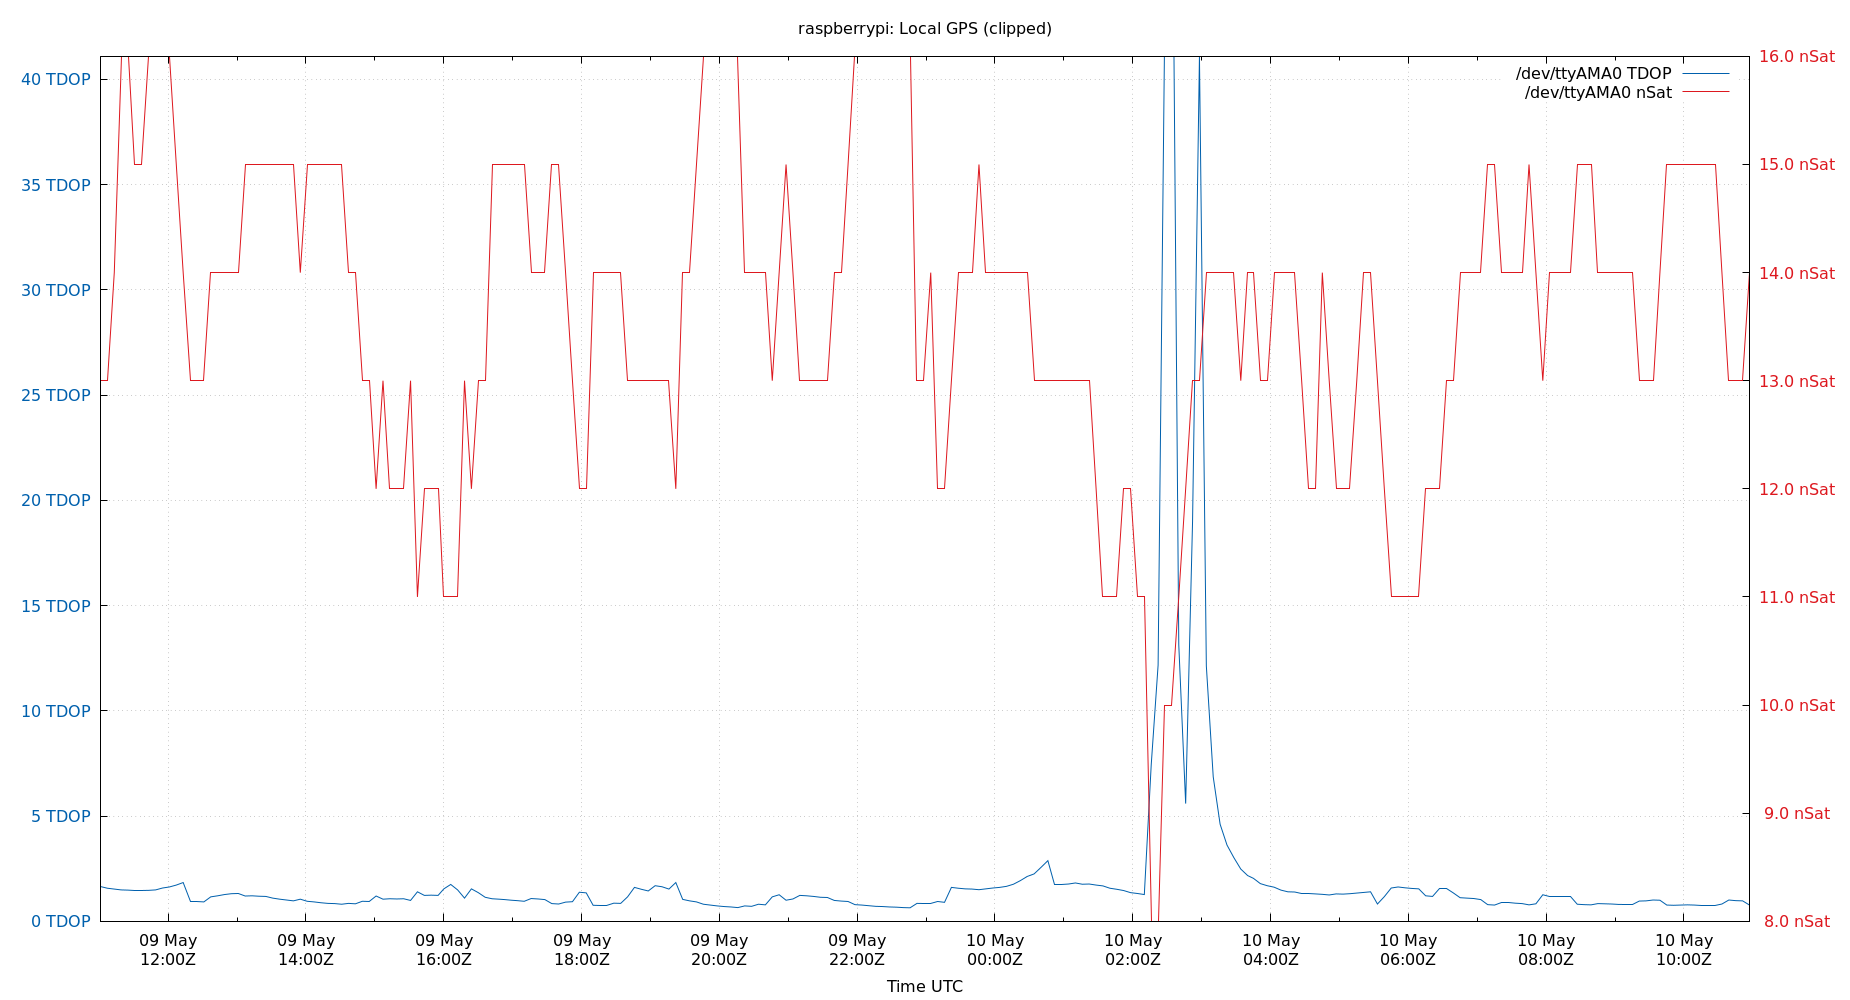 raspberrypi: Local GPS (clipped)
/dev/ttyAMA0 TDOP
/dev/ttyAMA0 nSat
40 TDOP
35 TDOP
30 TDOP
25 TDOP
20 TDOP
15 TDOP
10 TDOP
5 TDOP
0 TDOP
16.0 nSat
15.0 nSat
14.0 nSat
13.0 nSat
12.0 nSat
11.0 nSat
10.0 nSat
9.0 nSat
8.0 nSat
09 May
12:00Z
09 May
14:00Z
09 May
16:00Z
09 May
18:00Z
09 May
20:00Z
09 May
22:00Z
10 May
00:00Z
10 May
02:00Z
10 May
04:00Z
10 May
06:00Z
10 May
08:00Z
10 May
10:00Z
Time UTC